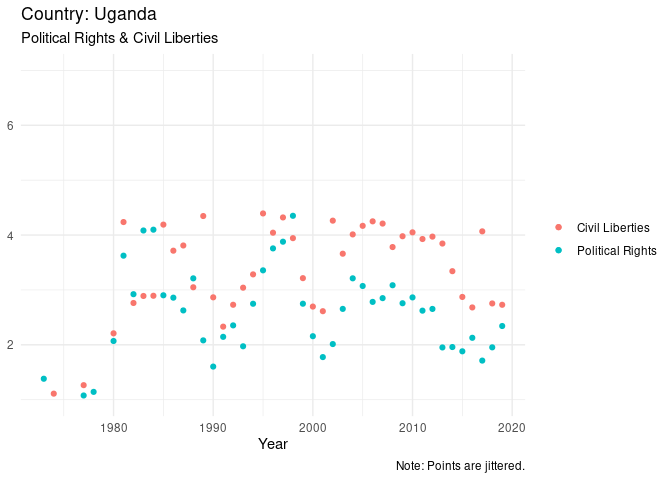 Country: Uganda
Political Rights & Civil Liberties
6
4
2
Civil Liberties
Political Rights
1980 1990 2000 2010 2020
Year
Note: Points are jittered.